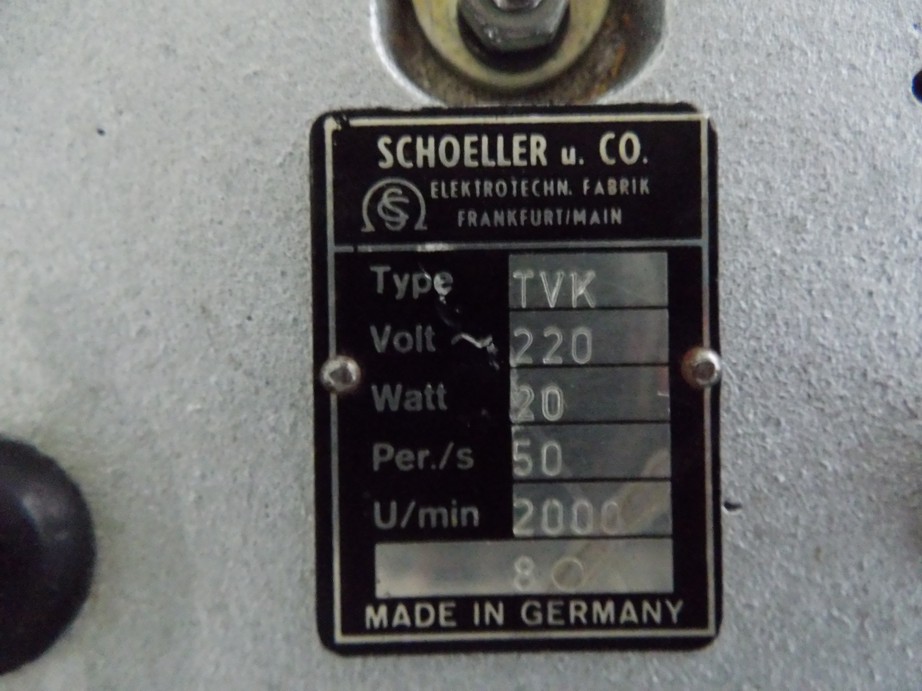 SCHOELLER u. CO.
ELEKTROTECHN. FABRIK
FRANKFURT/MAIN
Type TVK
Volt ~ 220
Watt 20
Per./s 50
U/min 2000
8
MADE IN GERMANY